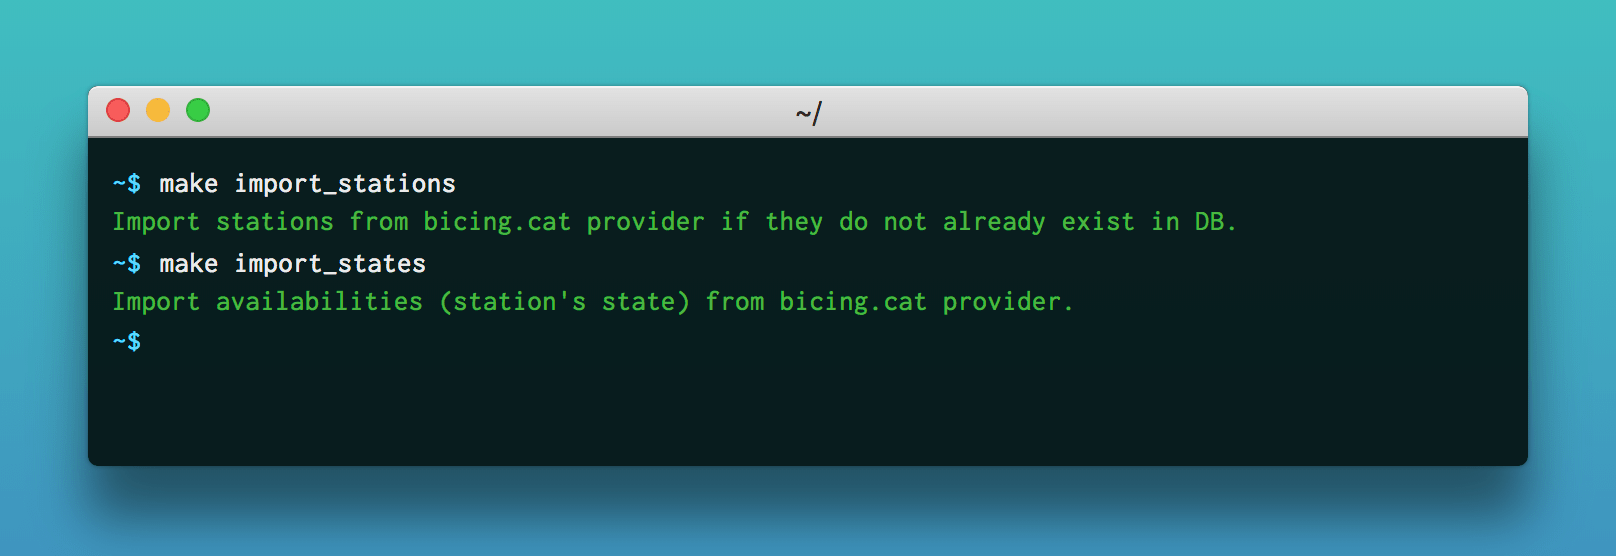 ~/
~$ make import_stations
Import stations from bicing.cat provider if they do not already exist in DB.
~$ make import_states
Import availabilities (station's state) from bicing.cat provider.
~$